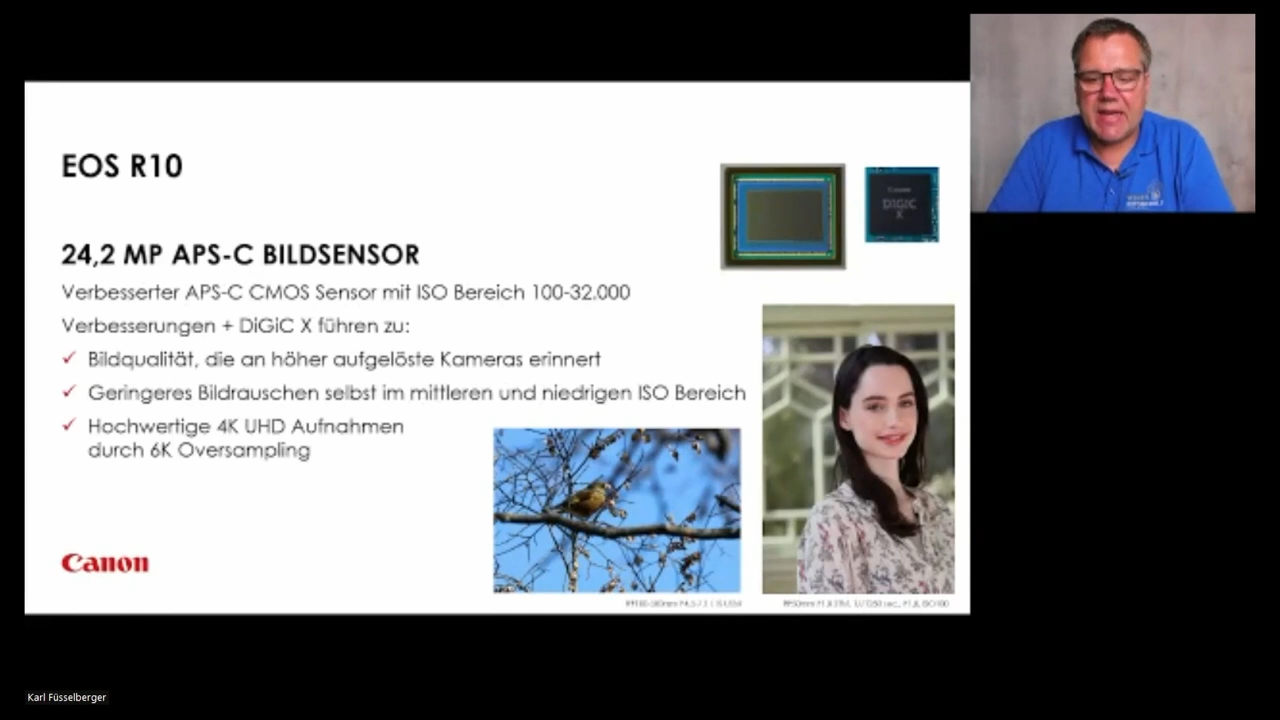 EOS R10
24,2 MP APS-C BILDSENSOR
Verbesserter APS-C CMOS Sensor mit ISO Bereich 100-32.000
Verbesserungen + DiGiC X führen zu:
✓ Bildqualität, die an höher aufgelöste Kameras erinnert
✓ Geringeres Bildrauschen selbst im mittleren und niedrigen ISO Bereich
✓ Hochwertige 4K UHD Aufnahmen
durch 6K Oversampling
Canon
DIGIC
X
Canon
Karl Füsselberger